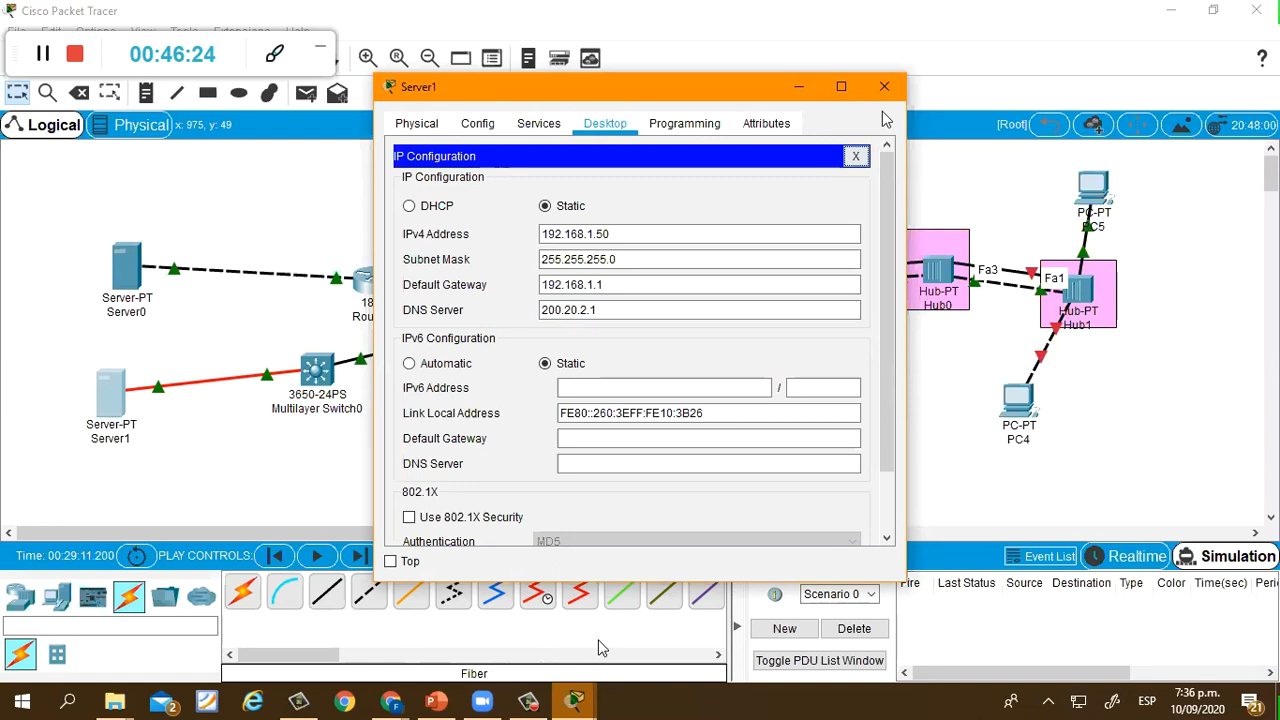 Cisco Packet Tracer
00:46:24
Server1
Logical
Physical
x: 975, y: 49
[Root]
20:48:00
Physical
Config
Services
Desktop
Programming
Attributes
IP Configuration
X
IP Configuration
DHCP
Static
IPv4 Address
192.168.1.50
Subnet Mask
255.255.255.0
Default Gateway
192.168.1.1
DNS Server
200.20.2.1
IPv6 Configuration
Automatic
Static
IPv6 Address
/
Link Local Address
FE80::260:3EFF:FE10:3B26
Default Gateway
DNS Server
802.1X
Use 802.1X Security
Authentication
MD5
Top
Server-PT
Server0
18
Rou
3650-24PS
Multilayer Switch0
Server-PT
Server1
PC-PT
PC5
Fa3
Fa1
Hub-PT
Hub0
Hub-PT
Hub1
PC-PT
PC4
Time: 00:29:11.200
PLAY CONTROLS:
Event List
Realtime
Simulation
Scenario 0
Fire
Last Status
Source
Destination
Type
Color
Time(sec)
Peri
New
Delete
Toggle PDU List Window
Fiber
2
ESP
7:36 p.m.
10/09/2020
21